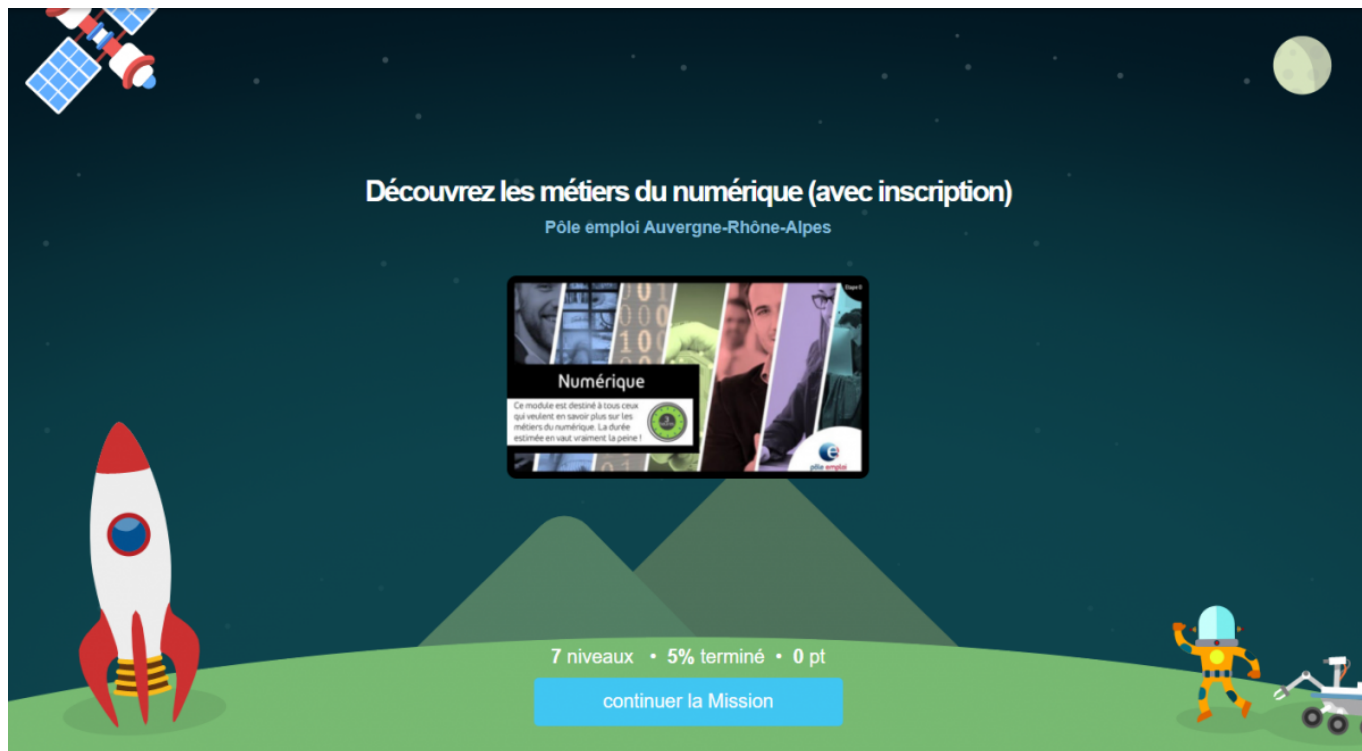 Découvrez les métiers du numérique (avec inscription)
Pôle emploi Auvergne-Rhône-Alpes
Etape 0
Numérique
Ce module est destiné à tous ceux
qui veulent en savoir plus sur les
métiers du numérique. La durée
estimée en vaut vraiment la peine !
pôle emploi
7 niveaux • 5% terminé • 0 pt
continuer la Mission